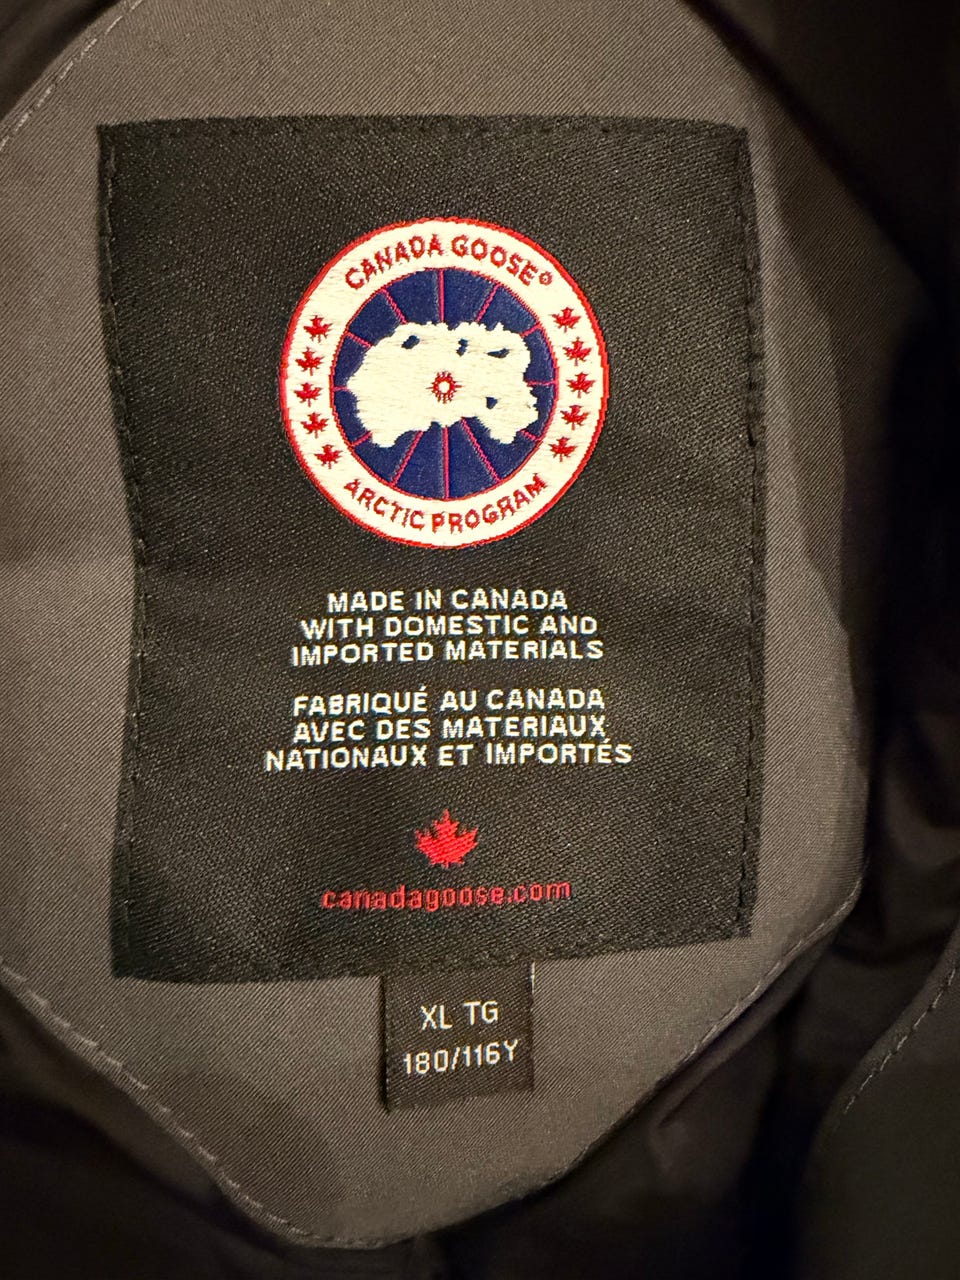 CANADA GOOSE®
ARCTIC PROGRAM
MADE IN CANADA
WITH DOMESTIC AND
IMPORTED MATERIALS
FABRIQUÉ AU CANADA
AVEC DES MATERIAUX
NATIONAUX ET IMPORTÉS
canadagoose.com
XL TG
180/116Y